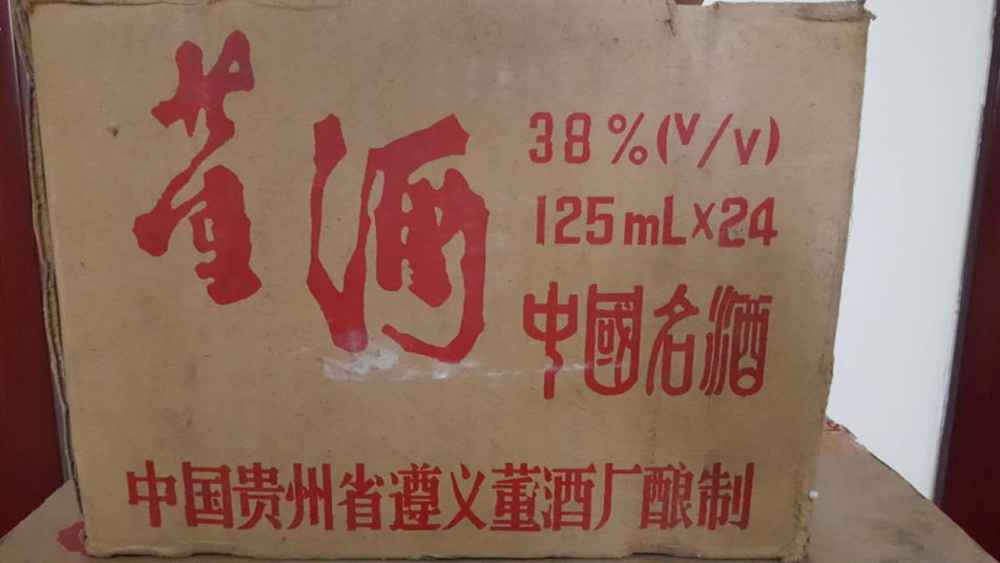 董酒
38%(V/V)
125mL×24
中國名酒
中国贵州省遵义董酒厂酿制